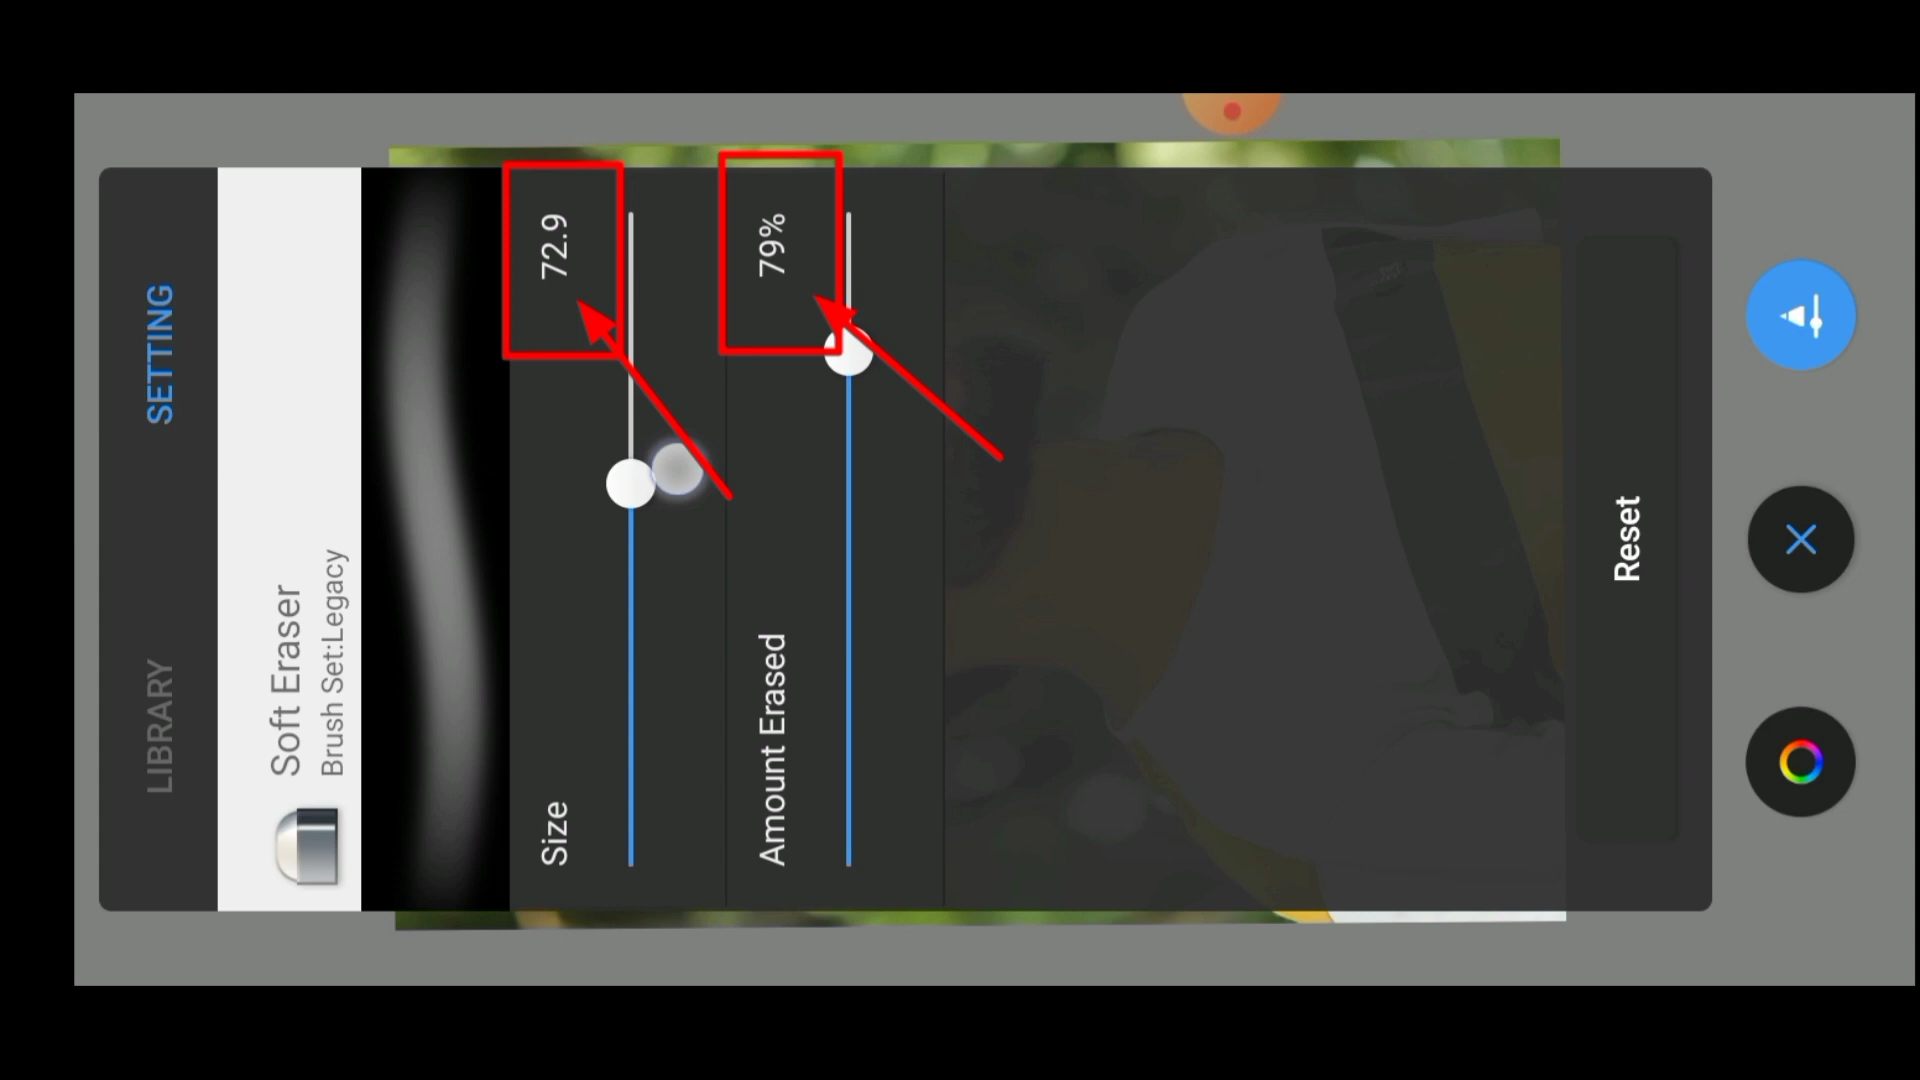 LIBRARY SETTING
Soft Eraser
Brush Set:Legacy
Size 72.9
Amount Erased 79%
Reset